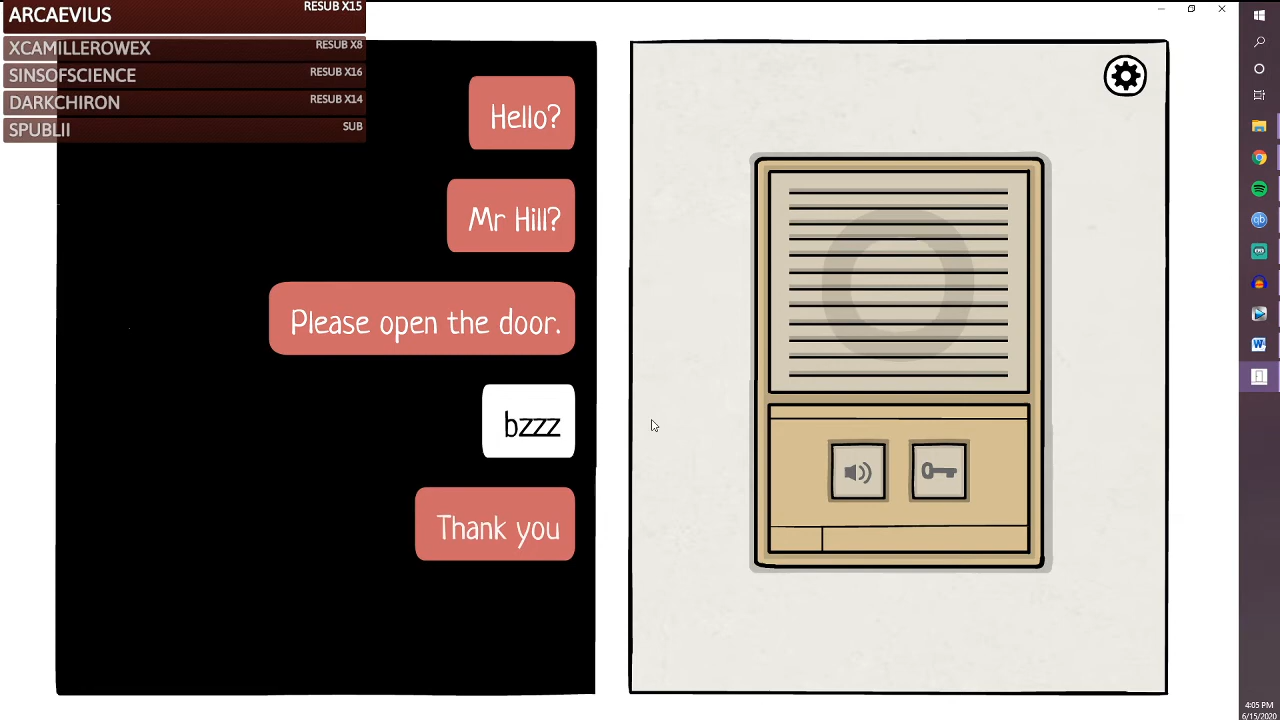 ARCAEVIUS RESUB X15
XCAMILLEROWEX RESUB X8
SINSOFSCIENCE RESUB X16
DARKCHIRON RESUB X14
SPUBLII SUB
Hello?
Mr Hill?
Please open the door.
bzzz
Thank you
4:05 PM
6/15/2020